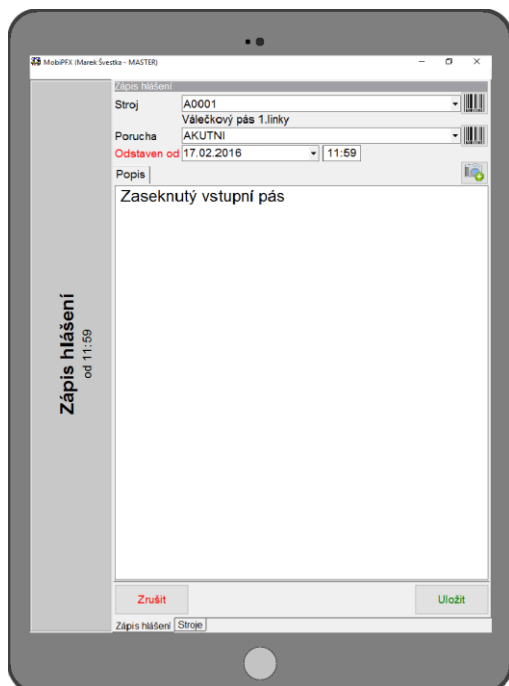 MobiPFX (Marek Švestka - MASTER)
Zápis hlášení
Stroj A0001
Válečkový pás 1.linky
Porucha AKUTNI
Odstaven od 17.02.2016 11:59
Popis
Zaseknutý vstupní pás
Zápis hlášení
od 11:59
Zrušit Uložit
Zápis hlášení Stroje